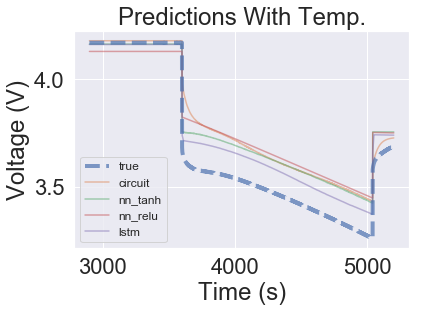 Predictions With Temp.
Voltage (V)
4.0
3.5
true
circuit
nn_tanh
nn_relu
lstm
3000
4000
5000
Time (s)